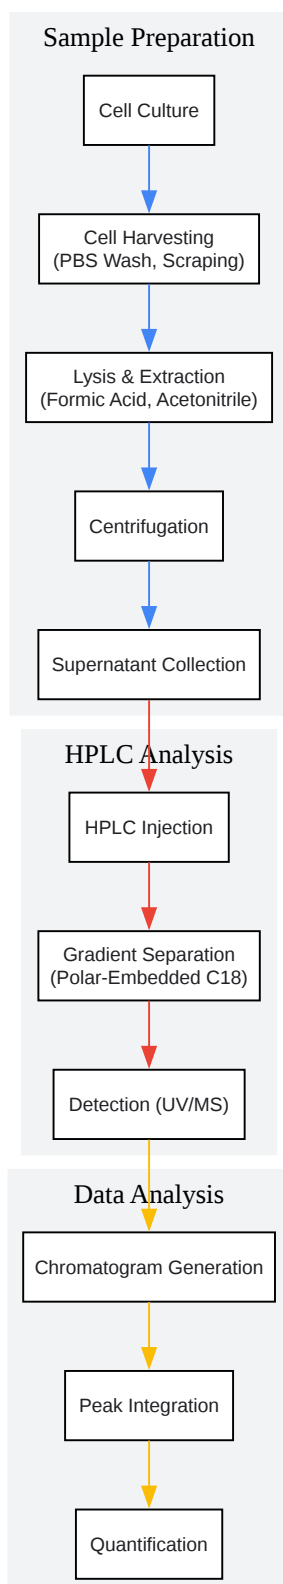 Sample Preparation
Cell Culture
Cell Harvesting
(PBS Wash, Scraping)
Lysis & Extraction
(Formic Acid, Acetonitrile)
Centrifugation
Supernatant Collection
HPLC Analysis
HPLC Injection
Gradient Separation
(Polar-Embedded C18)
Detection (UV/MS)
Data Analysis
Chromatogram Generation
Peak Integration
Quantification